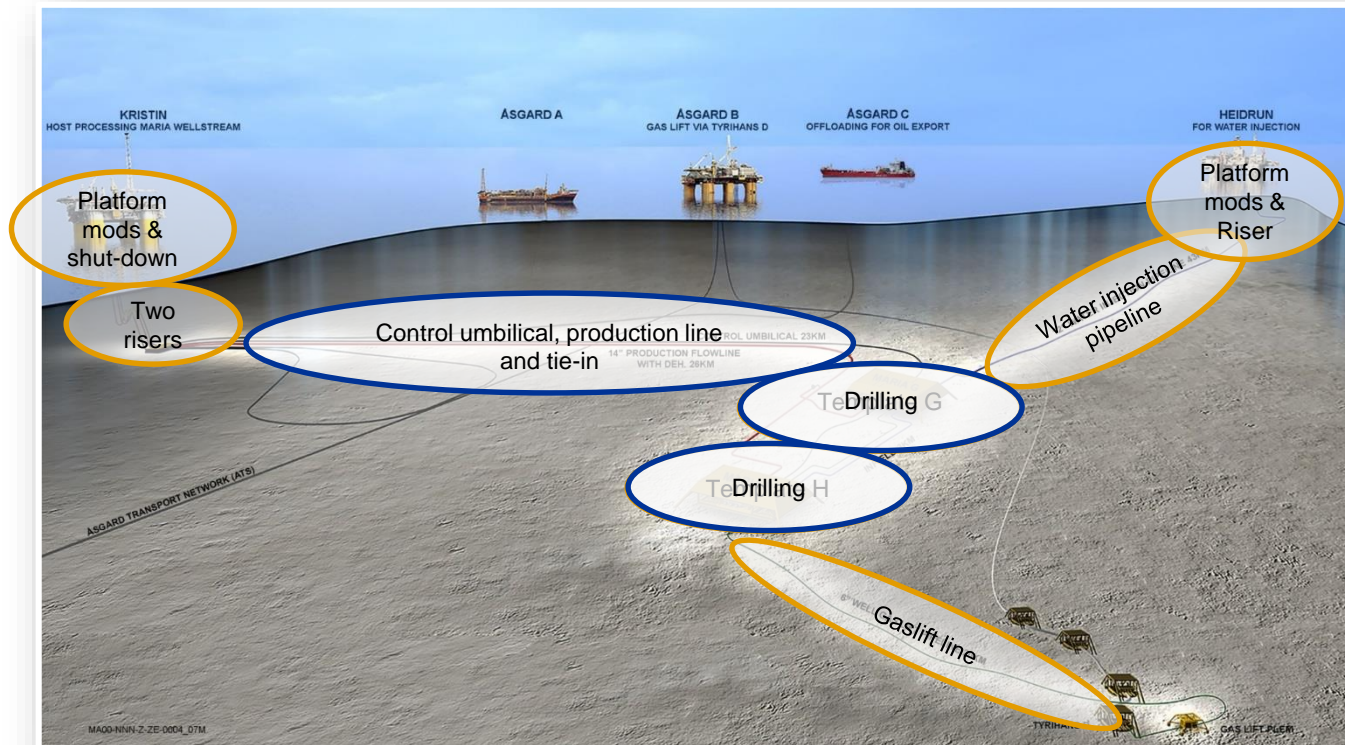 KRISTIN
HOST PROCESSING MARIA WELLSTREAM
ÅSGARD A
ÅSGARD B
GAS LIFT VIA TYRIHANS D
ÅSGARD C
OFFLOADING FOR OIL EXPORT
HEIDRUN
FOR WATER INJECTION
Platform
mods &
shut-down
Platform
mods &
Riser
Two
risers
Control umbilical, production line
and tie-in
UMBILICAL 23KM
14" PRODUCTION FLOWLINE
WITH DEH. 26KM
Water injection
pipeline
Drilling
G
Drilling
H
ÅSGARD TRANSPORT NETWORK (ATS)
Gaslift line
MA00-NNN-Z-ZE-0004_07M
GAS LIFT PLEM